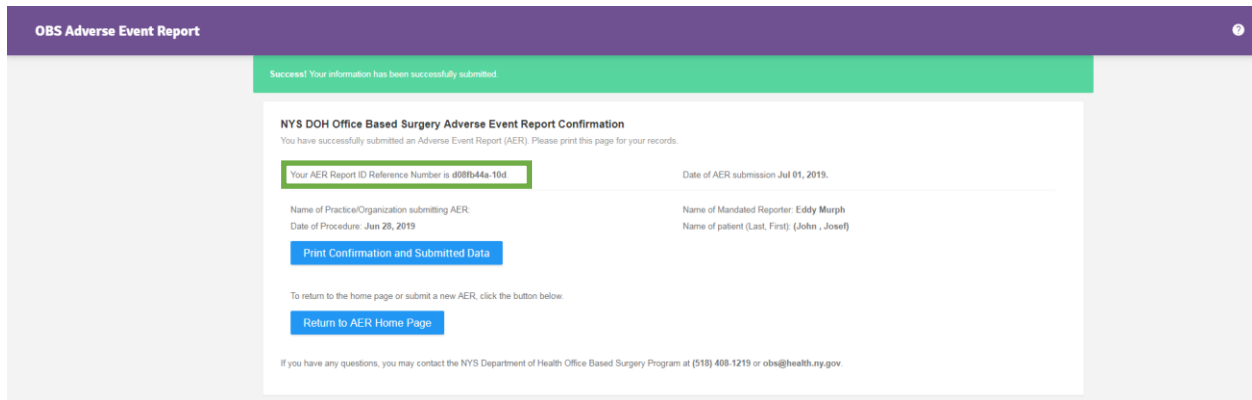 OBS Adverse Event Report
Success! Your information has been successfully submitted.
NYS DOH Office Based Surgery Adverse Event Report Confirmation
You have successfully submitted an Adverse Event Report (AER). Please print this page for your records.
Your AER Report ID Reference Number is d08fb44a-10d.
Date of AER submission Jul 01, 2019.
Name of Practice/Organization submitting AER:
Name of Mandated Reporter: Eddy Murph
Date of Procedure: Jun 28, 2019
Name of patient (Last, First): (John , Josef)
Print Confirmation and Submitted Data
To return to the home page or submit a new AER, click the button below.
Return to AER Home Page
If you have any questions, you may contact the NYS Department of Health Office Based Surgery Program at (518) 408-1219 or obs@health.ny.gov.